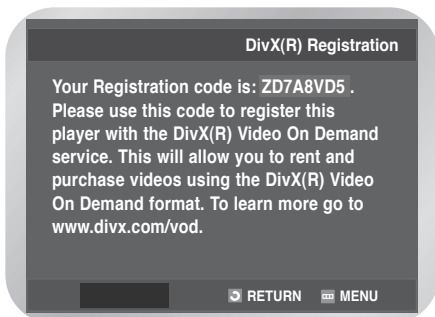 DivX(R) Registration
Your Registration code is: ZD7A8VD5 .
Please use this code to register this
player with the DivX(R) Video On Demand
service. This will allow you to rent and
purchase videos using the DivX(R) Video
On Demand format. To learn more go to
www.divx.com/vod.
RETURN MENU